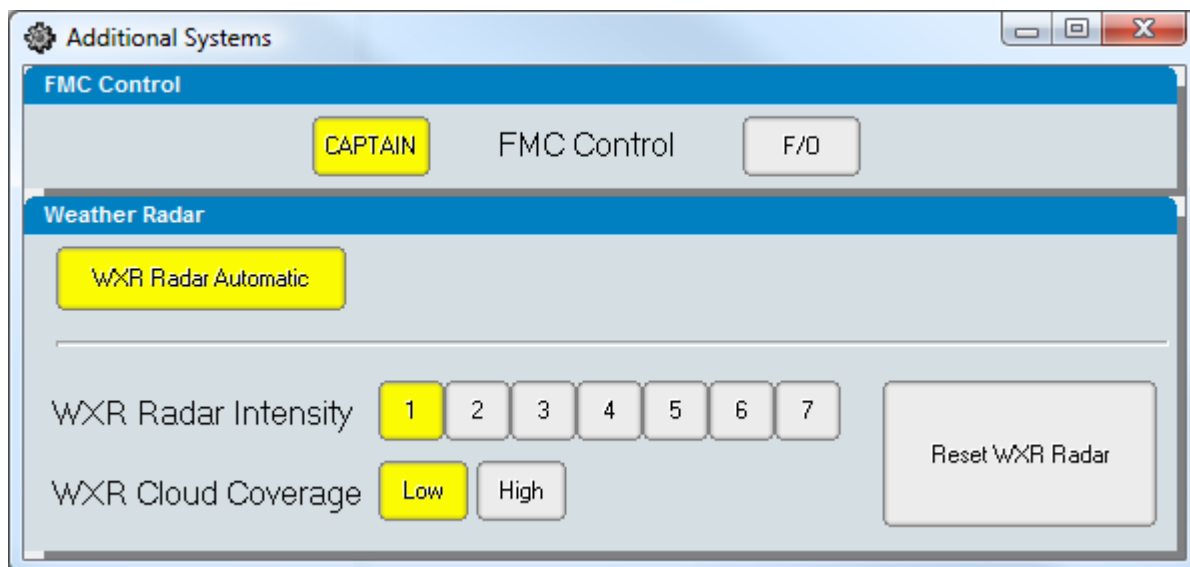 Additional Systems
FMC Control
CAPTAIN FMC Control F/O
Weather Radar
WXR Radar Automatic
WXR Radar Intensity 1 2 3 4 5 6 7
Reset WXR Radar
WXR Cloud Coverage Low High